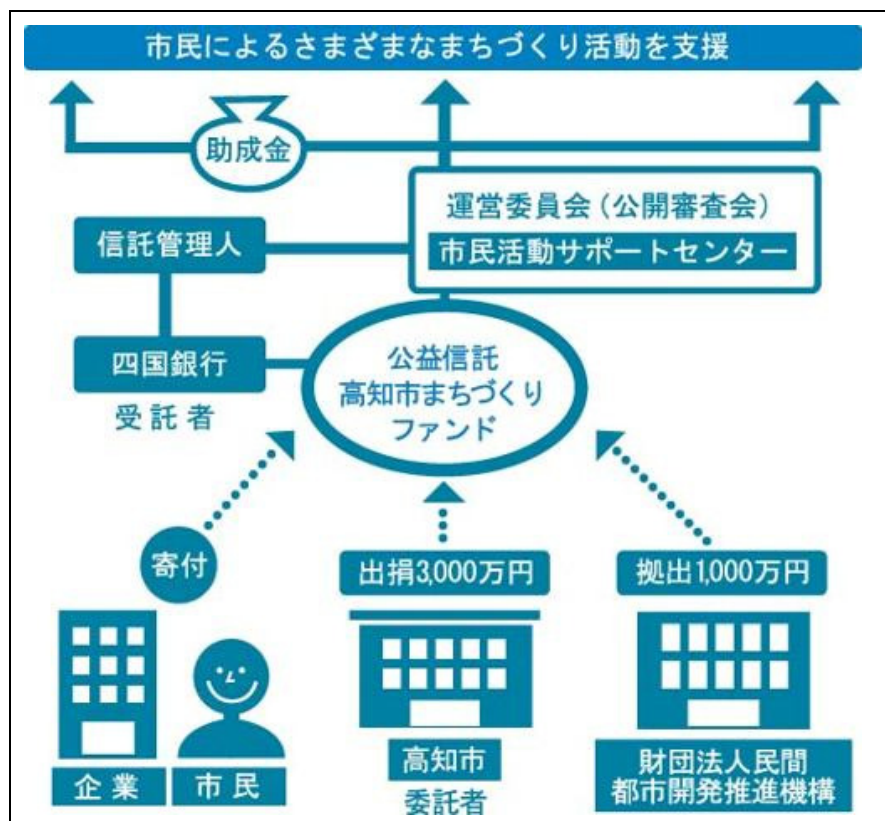 市民によるさまざまなまちづくり活動を支援
助成金
運営委員会（公開審査会）
市民活動サポートセンター
信託管理人
四国銀行
受託者
公益信託
高知市まちづくり
ファンド
寄付
出捐3,000万円
拠出1,000万円
企業
市民
高知市
委託者
財団法人民間
都市開発推進機構